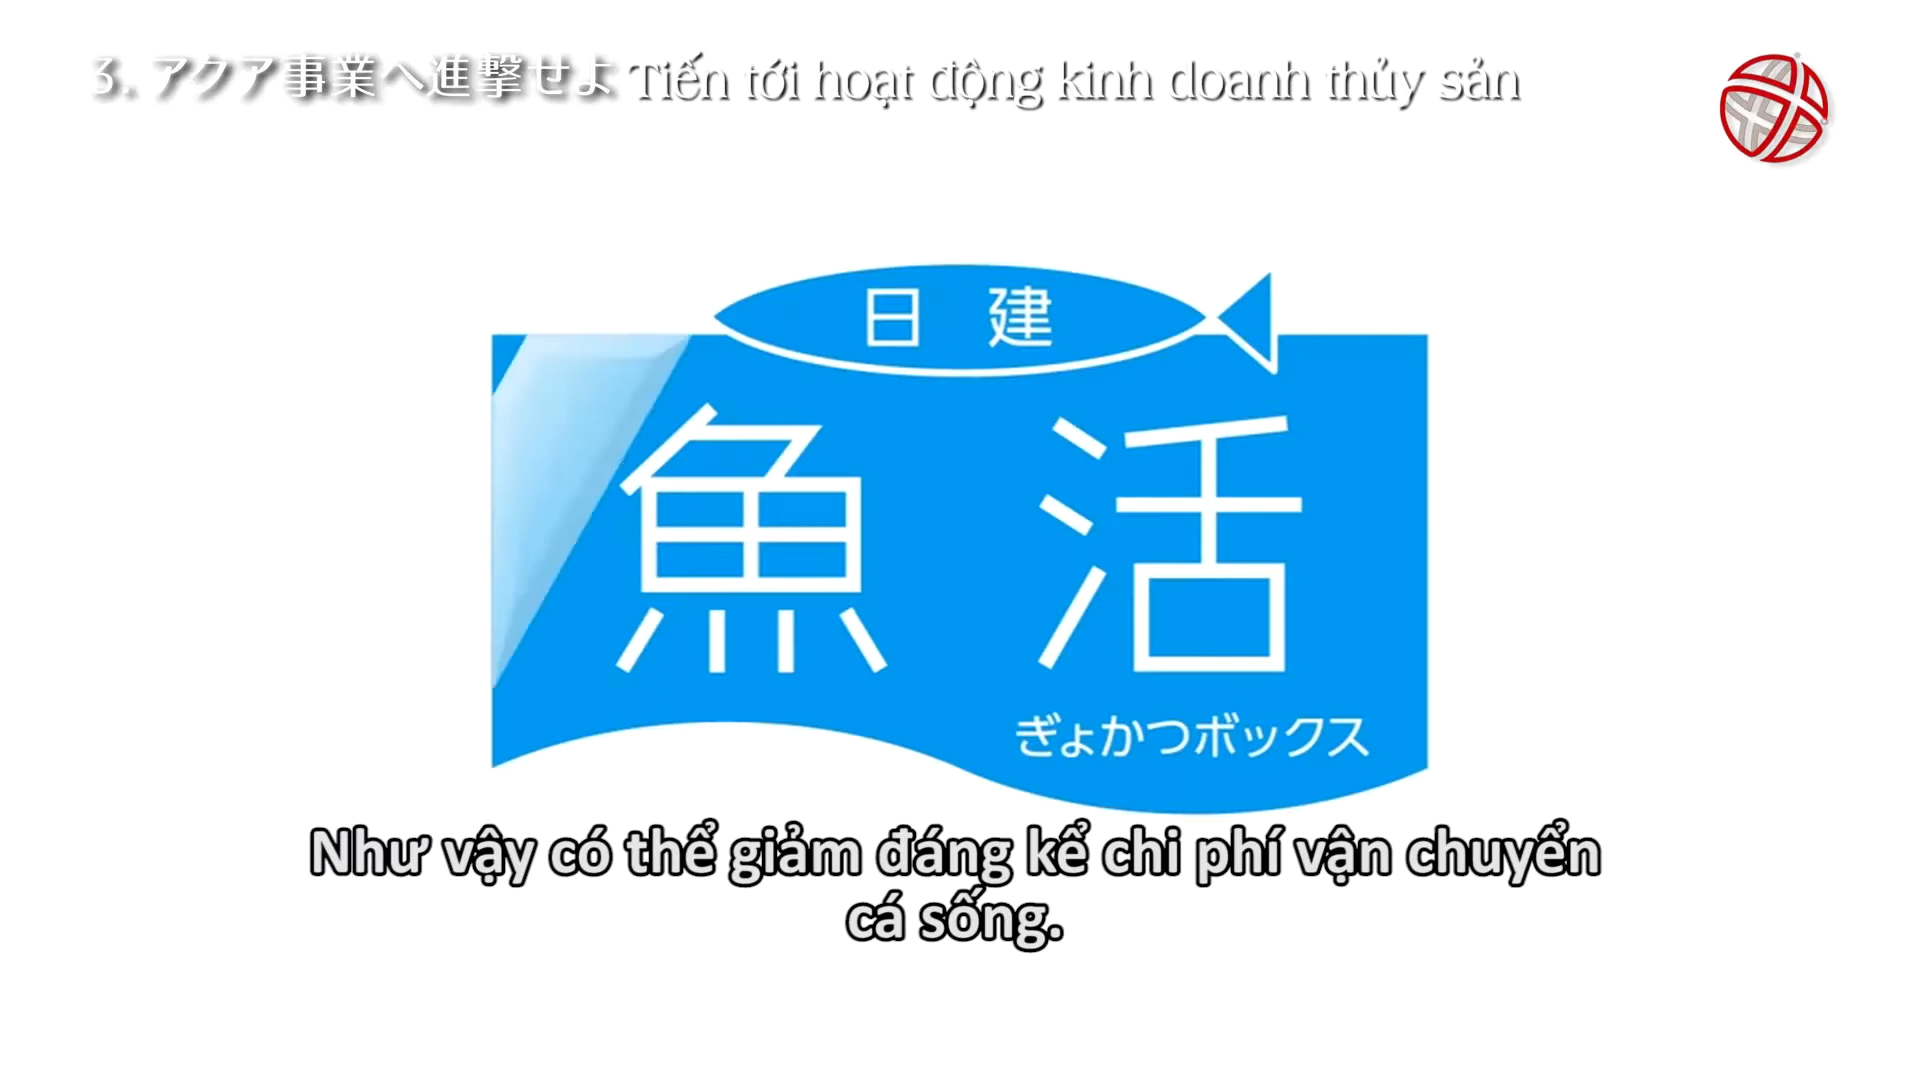 3. アクア事業へ進撃せよ Tiến tới hoạt động kinh doanh thủy sản
日建
魚活
ぎょかつボックス
Như vậy có thể giảm đáng kể chi phí vận chuyển
cá sống.